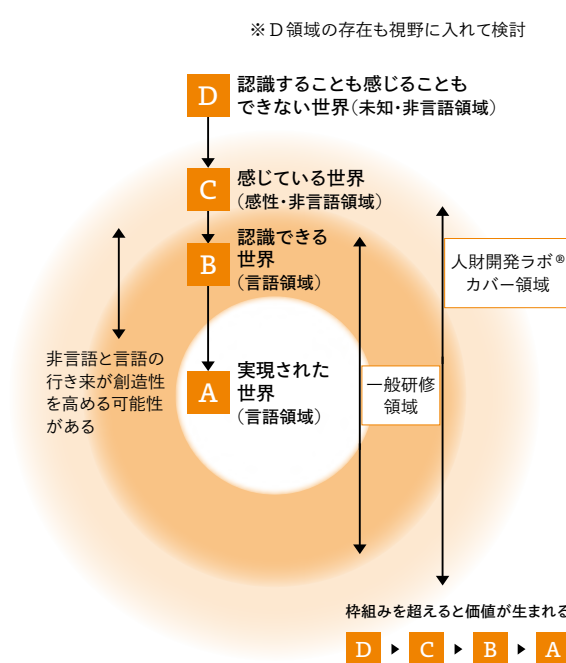 ※D領域の存在も視野に入れて検討
D
認識することも感じることも
できない世界（未知・非言語領域）
C
感じている世界
（感性・非言語領域）
B
認識できる
世界
（言語領域）
人財開発ラボ®
カバー領域
非言語と言語の
行き来が創造性
を高める可能性
がある
A
実現された
世界
（言語領域）
一般研修
領域
枠組みを超えると価値が生まれる
D ▶ C ▶ B ▶ A